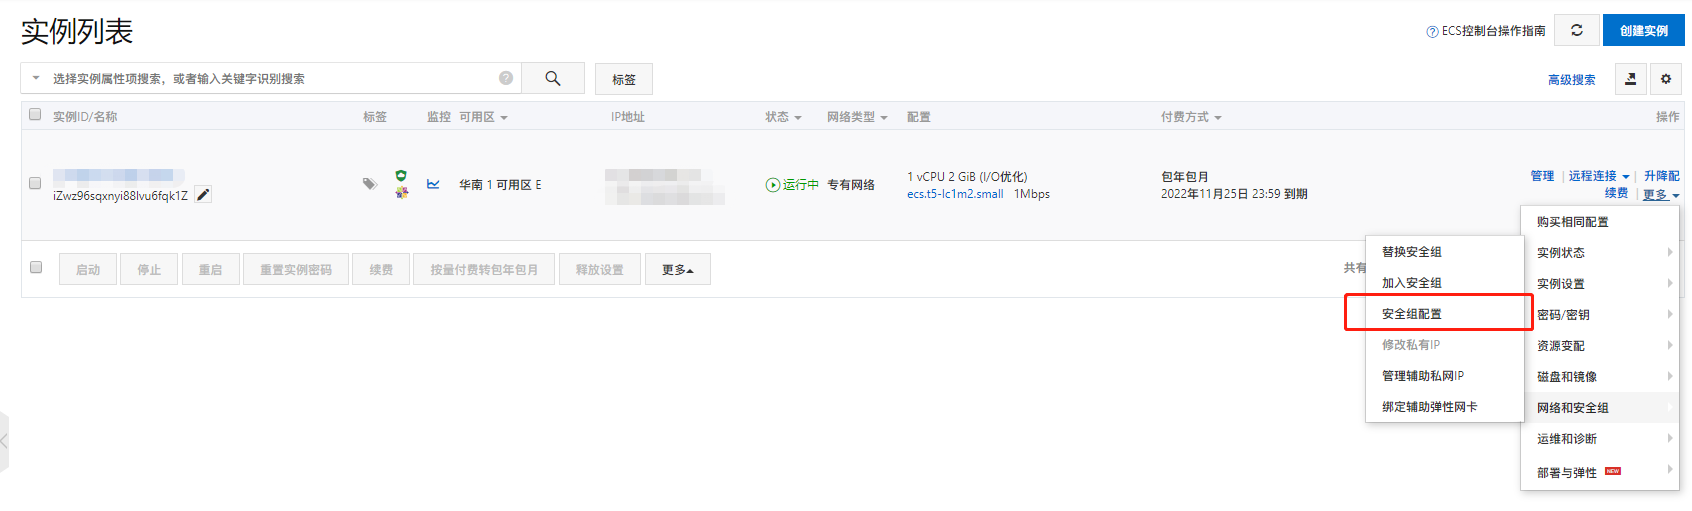 实例列表
ECS控制台操作指南
创建实例
选择实例属性项搜索，或者输入关键字识别搜索
标签
高级搜索
实例ID/名称 标签 监控 可用区 IP地址 状态 网络类型 配置 付费方式 操作
iZwz96sqxnyi88lvu6fqk1Z
华南 1 可用区 E
运行中
专有网络
1 vCPU 2 GiB (I/O优化)
ecs.t5-lc1m2.small 1Mbps
包年包月
2022年11月25日 23:59 到期
管理 | 远程连接 | 升降配
续费 | 更多
启动 停止 重启 重置实例密码 续费 按量付费转包年包月 释放设置 更多
共有
替换安全组
加入安全组
安全组配置
修改私有IP
管理辅助私网IP
绑定辅助弹性网卡
购买相同配置
实例状态
实例设置
密码/密钥
资源变配
磁盘和镜像
网络和安全组
运维和诊断
部署与弹性 NEW